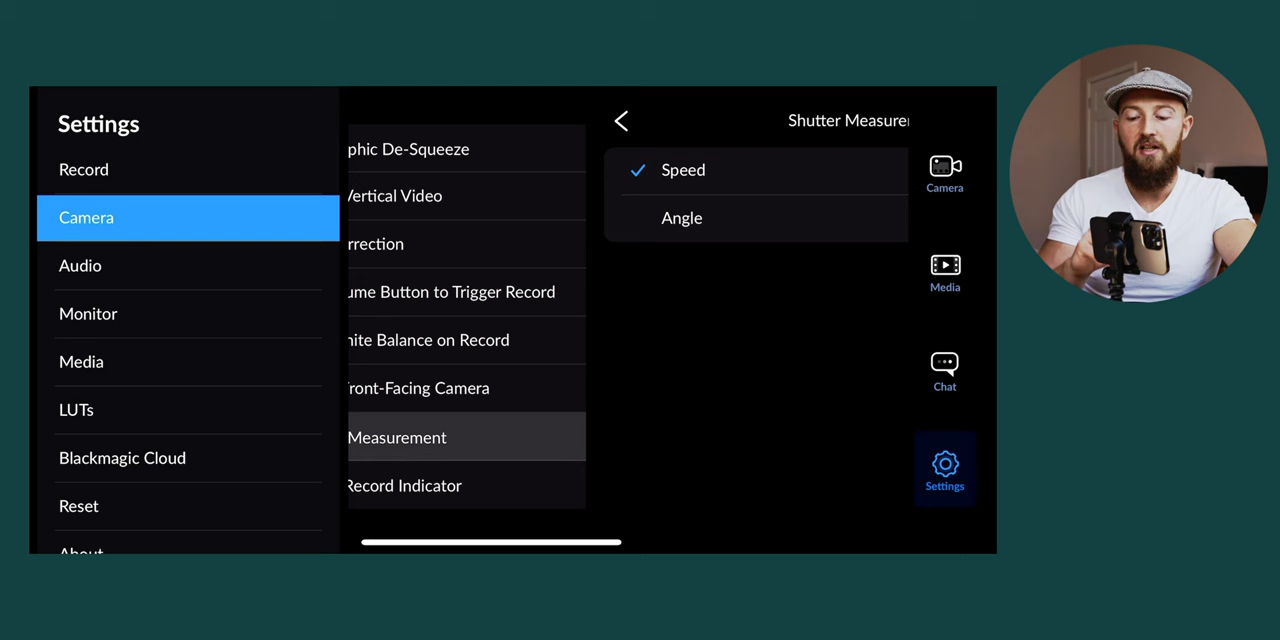 Settings
Record
Camera
Audio
Monitor
Media
LUTs
Blackmagic Cloud
Reset
About
phic De-Squeeze
Vertical Video
rrection
ume Button to Trigger Record
hite Balance on Record
Front-Facing Camera
Measurement
Record Indicator
Shutter Measurer
Speed
Angle
Camera
Media
Chat
Settings